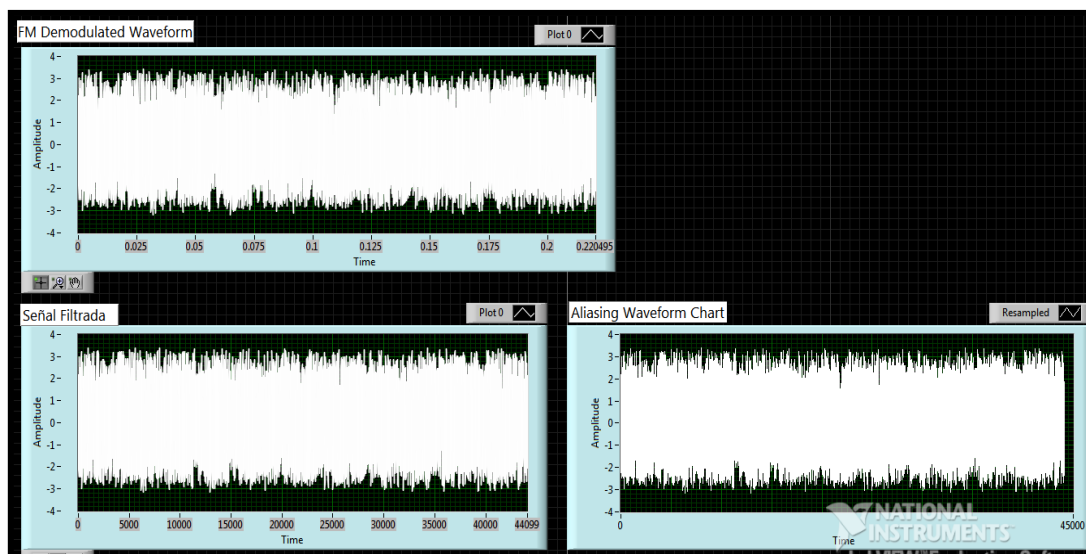 FM Demodulated Waveform
Plot 0
4
3
2
1
0
-1
-2
-3
-4
Amplitude
0 0.025 0.05 0.075 0.1 0.125 0.15 0.175 0.2 0.220495
Time
Señal Filtrada
Plot 0
4
3
2
1
0
-1
-2
-3
-4
Amplitude
0 5000 10000 15000 20000 25000 30000 35000 40000 44099
Time
Aliasing Waveform Chart
Resampled
4
3
2
1
0
-1
-2
-3
-4
Amplitude
0 45000
Time
NATIONAL
INSTRUMENTS